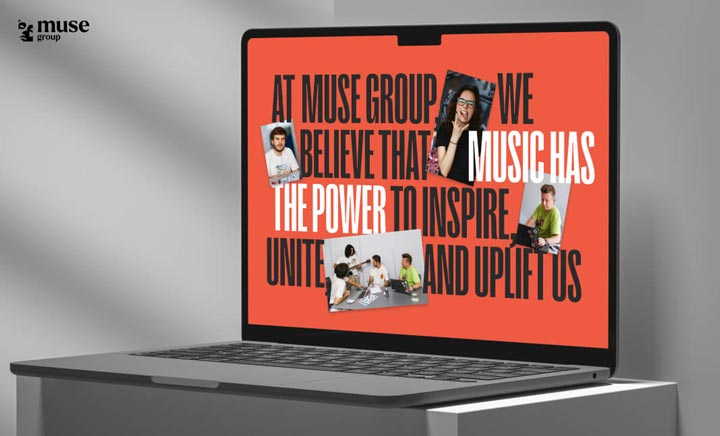 muse
group
AT MUSE GROUP WE
BELIEVE THAT MUSIC HAS
THE POWER TO INSPIRE
UNITE AND UPLIFT US